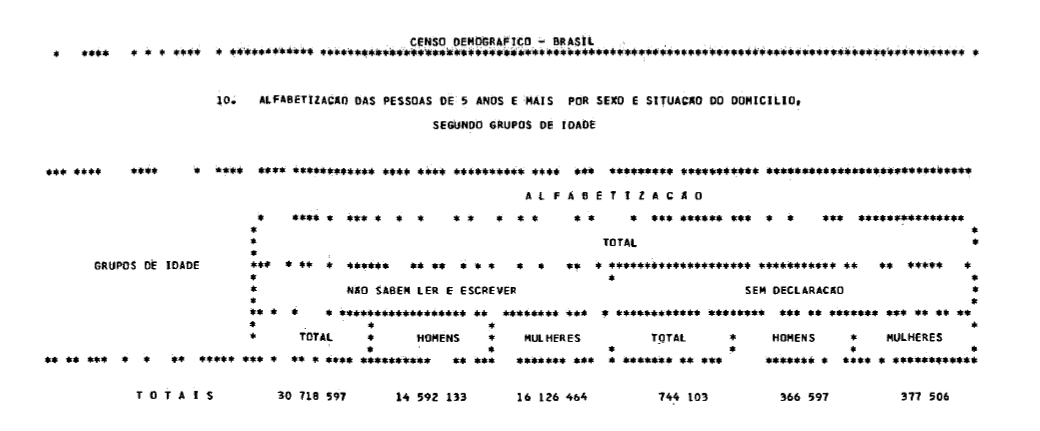 CENSO DEMOGRAFICO - BRASIL
10. ALFABETIZACAO DAS PESSOAS DE 5 ANOS E MAIS POR SEXO E SITUACAO DO DOMICILIO,
SEGUNDO GRUPOS DE IDADE
A L F A B E T I Z A C A O
TOTAL
GRUPOS DE IDADE
NAO SABEM LER E ESCREVER SEM DECLARACAO
TOTAL HOMENS MULHERES TOTAL HOMENS MULHERES
T O T A I S 30 718 597 14 592 133 16 126 464 744 103 366 597 377 506